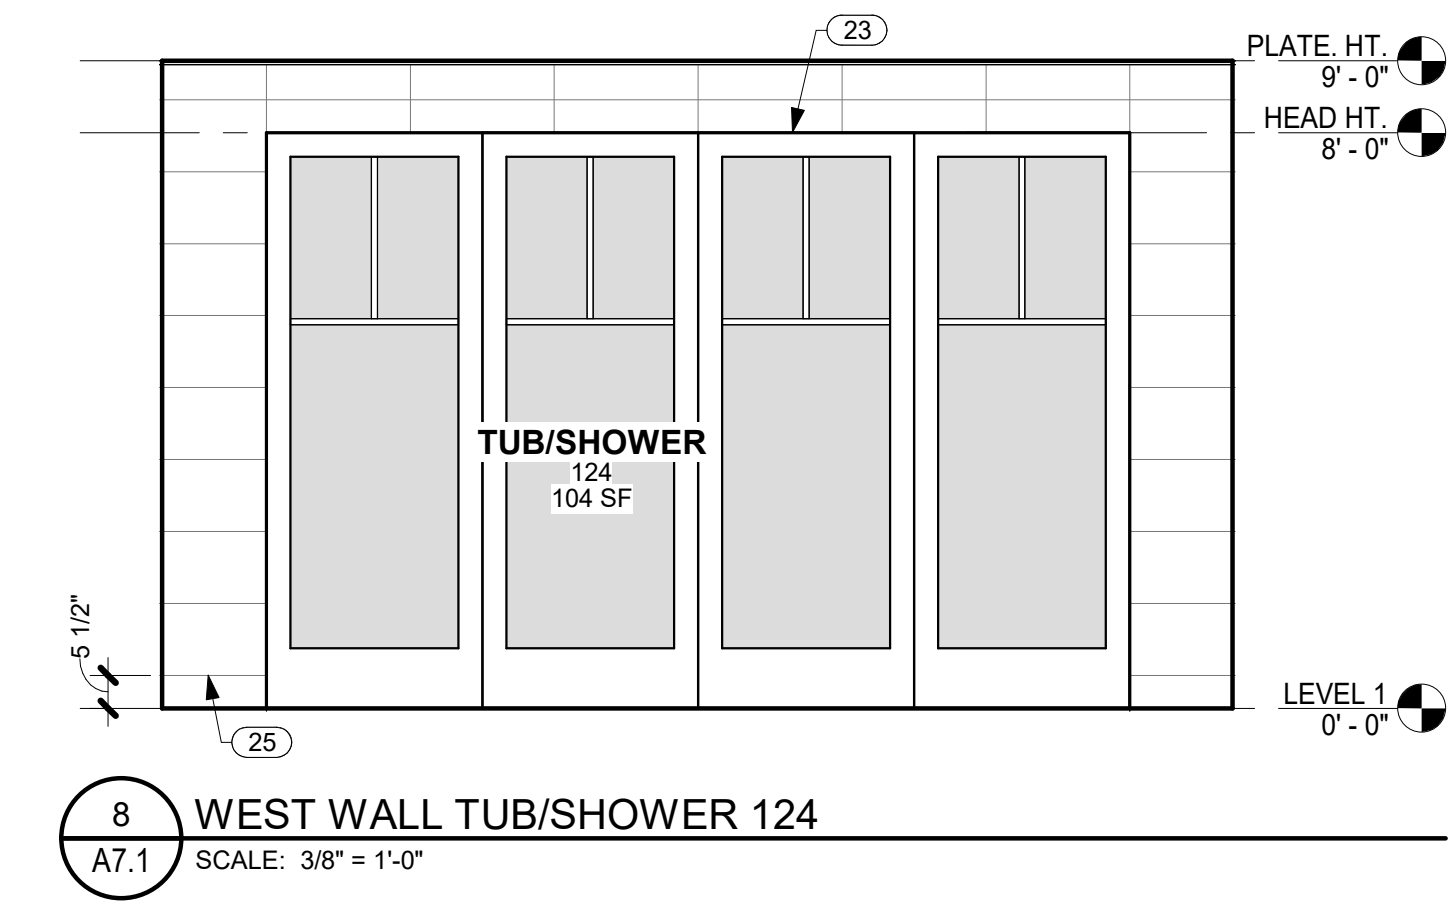 23
PLATE. HT.
9' - 0"
HEAD HT.
8' - 0"
TUB/SHOWER
124
104 SF
5 1/2"
LEVEL 1
0' - 0"
25
8
WEST WALL TUB/SHOWER 124
A7.1
SCALE: 3/8" = 1'-0"